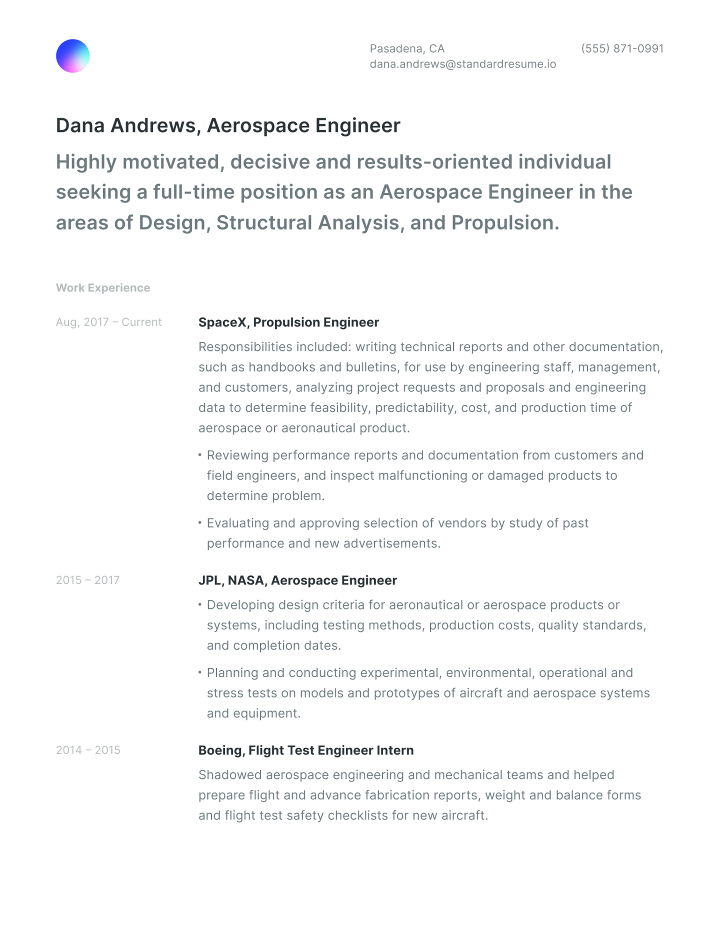 Pasadena, CA
(555) 871-0991
dana.andrews@standardresume.io
Dana Andrews, Aerospace Engineer
Highly motivated, decisive and results-oriented individual
seeking a full-time position as an Aerospace Engineer in the
areas of Design, Structural Analysis, and Propulsion.
Work Experience
Aug, 2017 – Current
SpaceX, Propulsion Engineer
Responsibilities included: writing technical reports and other documentation,
such as handbooks and bulletins, for use by engineering staff, management,
and customers, analyzing project requests and proposals and engineering
data to determine feasibility, predictability, cost, and production time of
aerospace or aeronautical product.
• Reviewing performance reports and documentation from customers and
field engineers, and inspect malfunctioning or damaged products to
determine problem.
• Evaluating and approving selection of vendors by study of past
performance and new advertisements.
2015 – 2017
JPL, NASA, Aerospace Engineer
• Developing design criteria for aeronautical or aerospace products or
systems, including testing methods, production costs, quality standards,
and completion dates.
• Planning and conducting experimental, environmental, operational and
stress tests on models and prototypes of aircraft and aerospace systems
and equipment.
2014 – 2015
Boeing, Flight Test Engineer Intern
Shadowed aerospace engineering and mechanical teams and helped
prepare flight and advance fabrication reports, weight and balance forms
and flight test safety checklists for new aircraft.